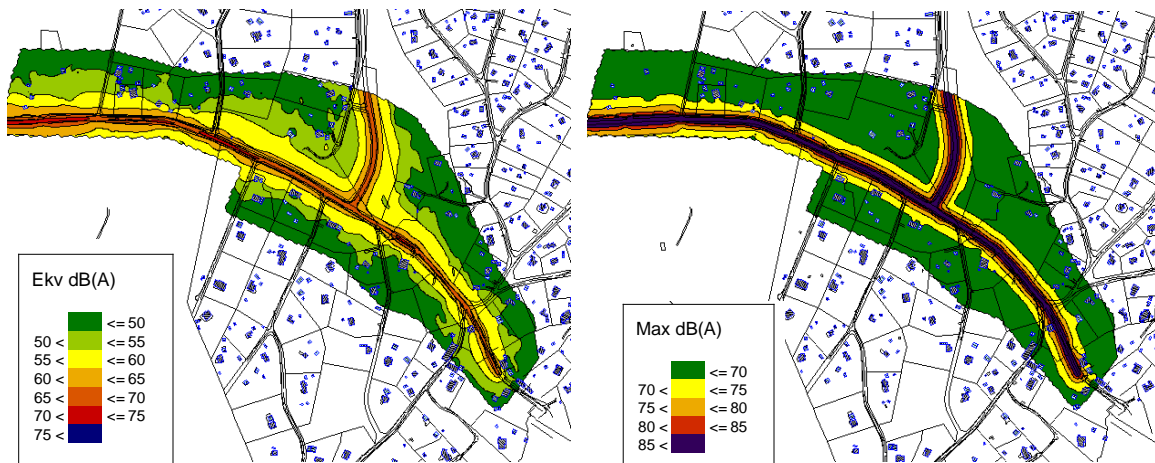 Ekv dB(A)
<= 50
50 < <= 55
55 < <= 60
60 < <= 65
65 < <= 70
70 < <= 75
75 <
Max dB(A)
<=70
70 < <=75
75 < <=80
80 < <=85
85 <